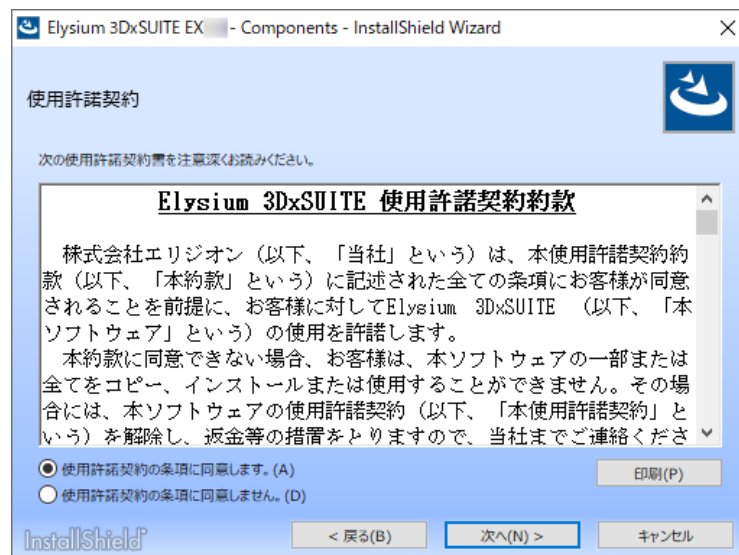 Elysium 3DxSUITE EX - Components - InstallShield Wizard
使用許諾契約
次の使用許諾契約書を注意深くお読みください。
Elysium 3DxSUITE 使用許諾契約約款
株式会社エリジオン（以下、「当社」という）は、本使用許諾契約約
款（以下、「本約款」という）に記述された全ての条項にお客様が同意
されることを前提に、お客様に対してElysium 3DxSUITE （以下、「本
ソフトウェア」という）の使用を許諾します。
本約款に同意できない場合、お客様は、本ソフトウェアの一部または
全てをコピー、インストールまたは使用することができません。その場
合には、本ソフトウェアの使用許諾契約（以下、「本使用許諾契約」と
いう）を解除し、返金等の措置をとりますので、当社までご連絡くださ
使用許諾契約の条項に同意します。(A)
印刷(P)
使用許諾契約の条項に同意しません。(D)
InstallShield
< 戻る(B)
次へ(N) >
キャンセル